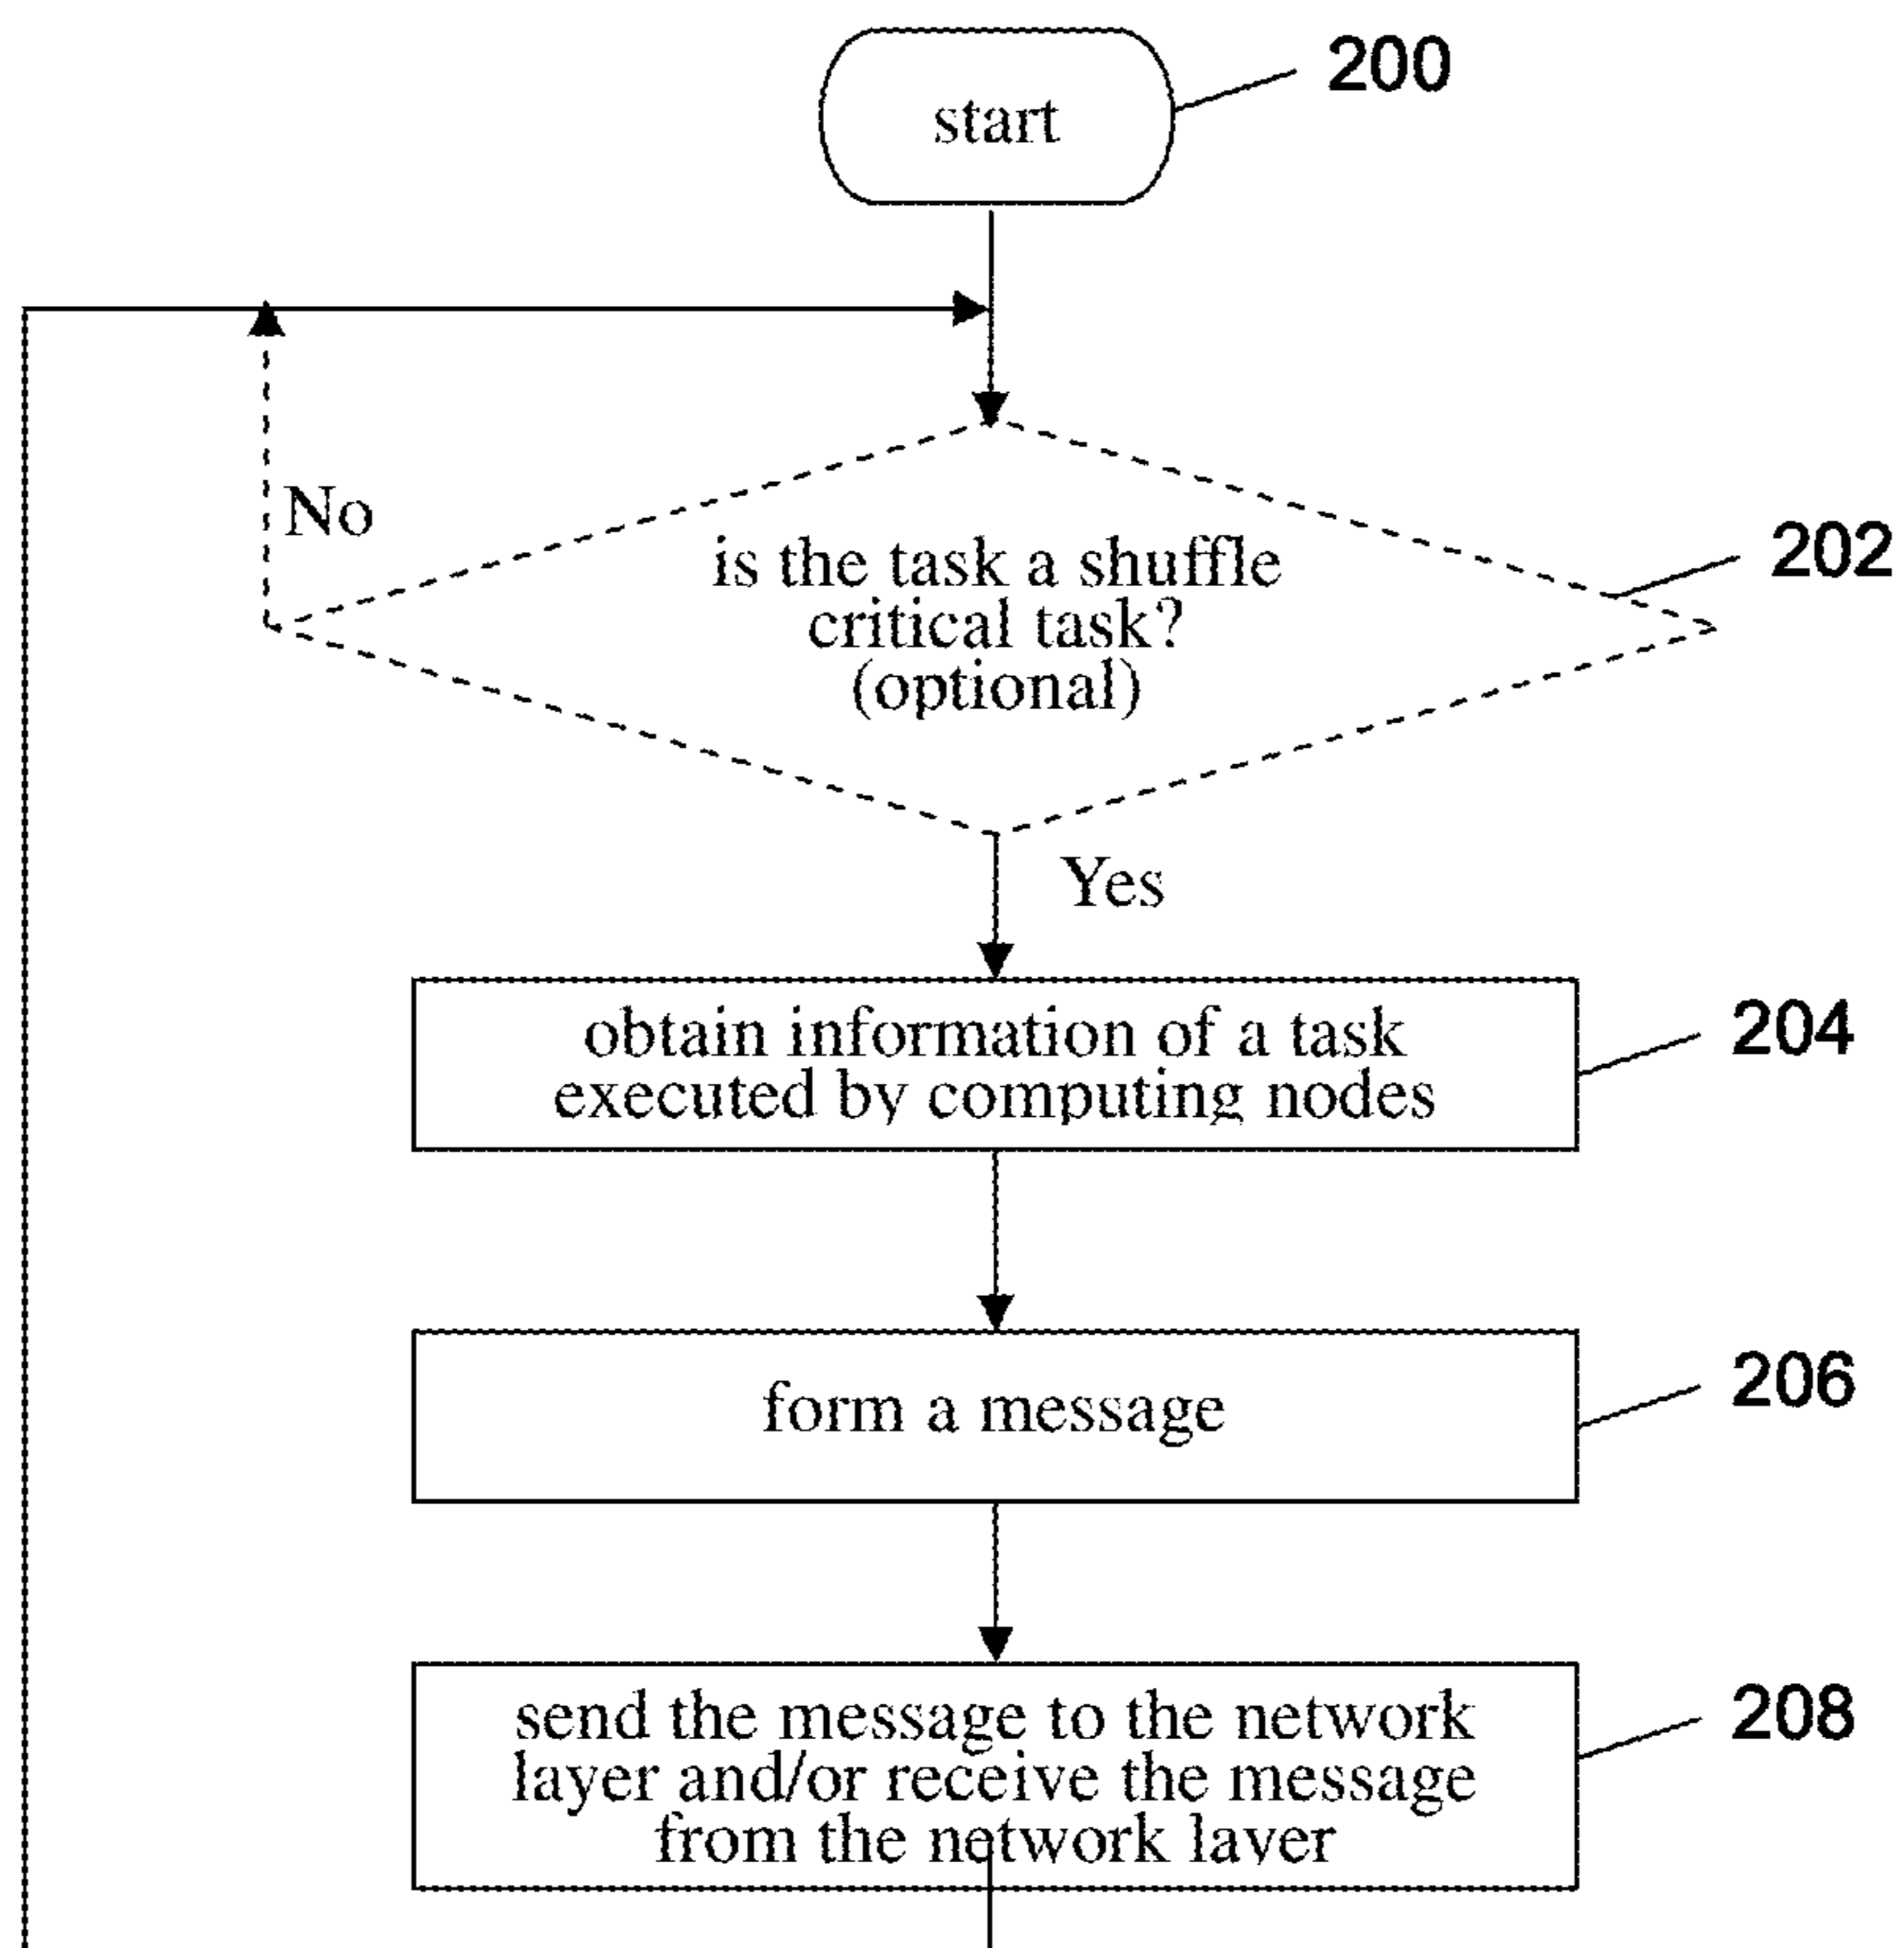 start
200
No
is the task a shuffle
critical task?
(optional)
202
Yes
obtain information of a task
executed by computing nodes
204
form a message
206
send the message to the network
layer and/or receive the message
from the network layer
208